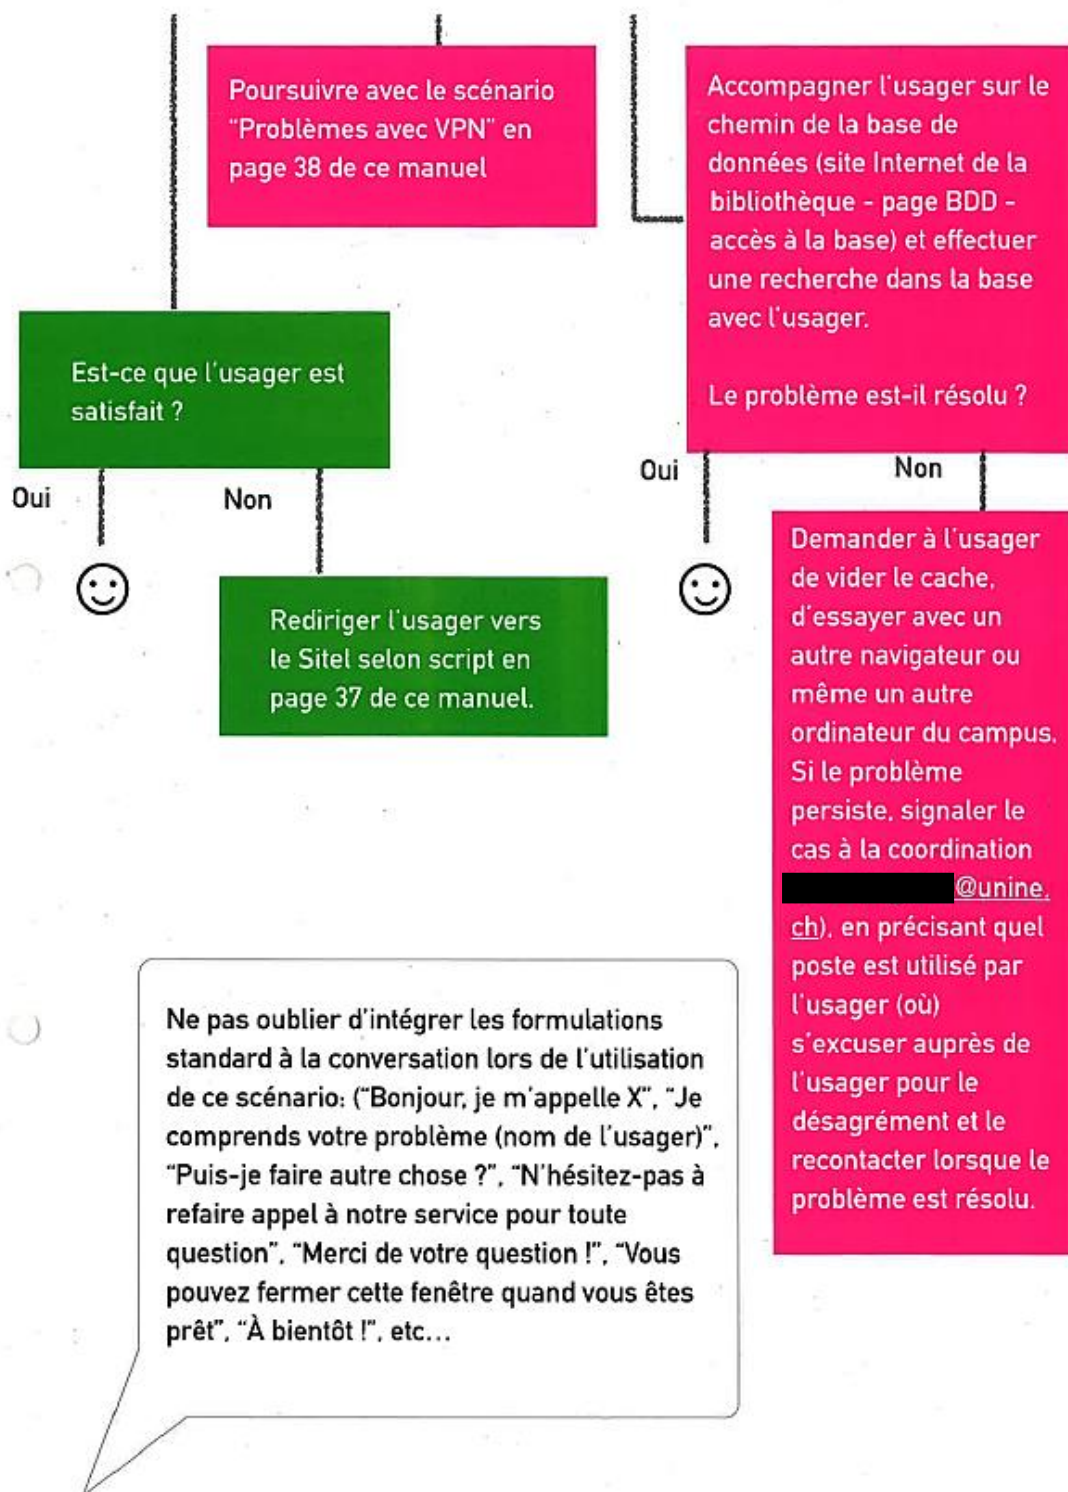 Poursuivre avec le scénario
"Problèmes avec VPN" en
page 38 de ce manuel
Accompagner l'usager sur le
chemin de la base de
données (site Internet de la
bibliothèque - page BDD -
accès à la base) et effectuer
une recherche dans la base
avec l'usager.
Le problème est-il résolu ?
Est-ce que l'usager est
satisfait ?
Oui
Non
Oui
Non
Rediriger l'usager vers
le Sitel selon script en
page 37 de ce manuel.
Demander à l'usager
de vider le cache,
d'essayer avec un
autre navigateur ou
même un autre
ordinateur du campus.
Si le problème
persiste, signaler le
cas à la coordination
@unine.
ch), en précisant quel
poste est utilisé par
l'usager (où)
s'excuser auprès de
l'usager pour le
désagrément et le
recontacter lorsque le
problème est résolu.
Ne pas oublier d'intégrer les formulations
standard à la conversation lors de l'utilisation
de ce scénario: ("Bonjour, je m'appelle X", "Je
comprends votre problème (nom de l'usager)",
"Puis-je faire autre chose ?", "N'hésitez-pas à
refaire appel à notre service pour toute
question", "Merci de votre question !", "Vous
pouvez fermer cette fenêtre quand vous êtes
prêt", "À bientôt !", etc...